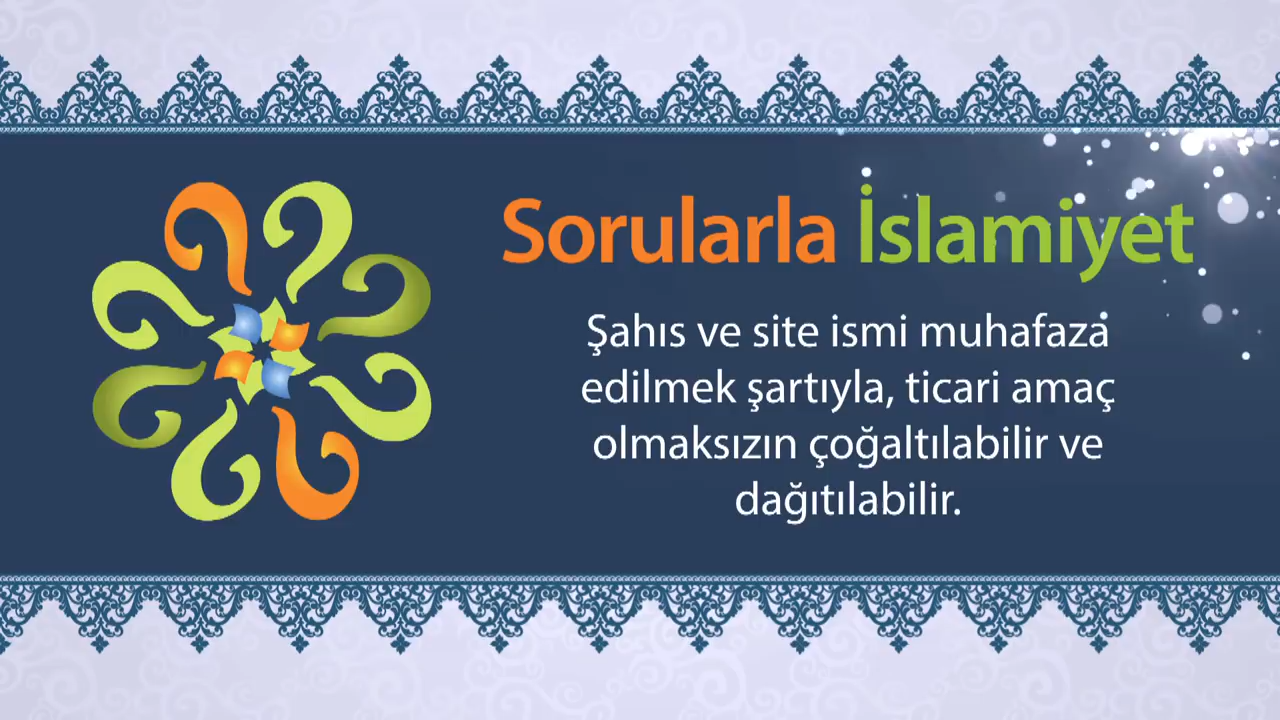 Sorularla İslamiyet
Şahıs ve site ismi muhafaza
edilmek şartıyla, ticari amaç
olmaksızın çoğaltılabilir ve
dağıtılabilir.